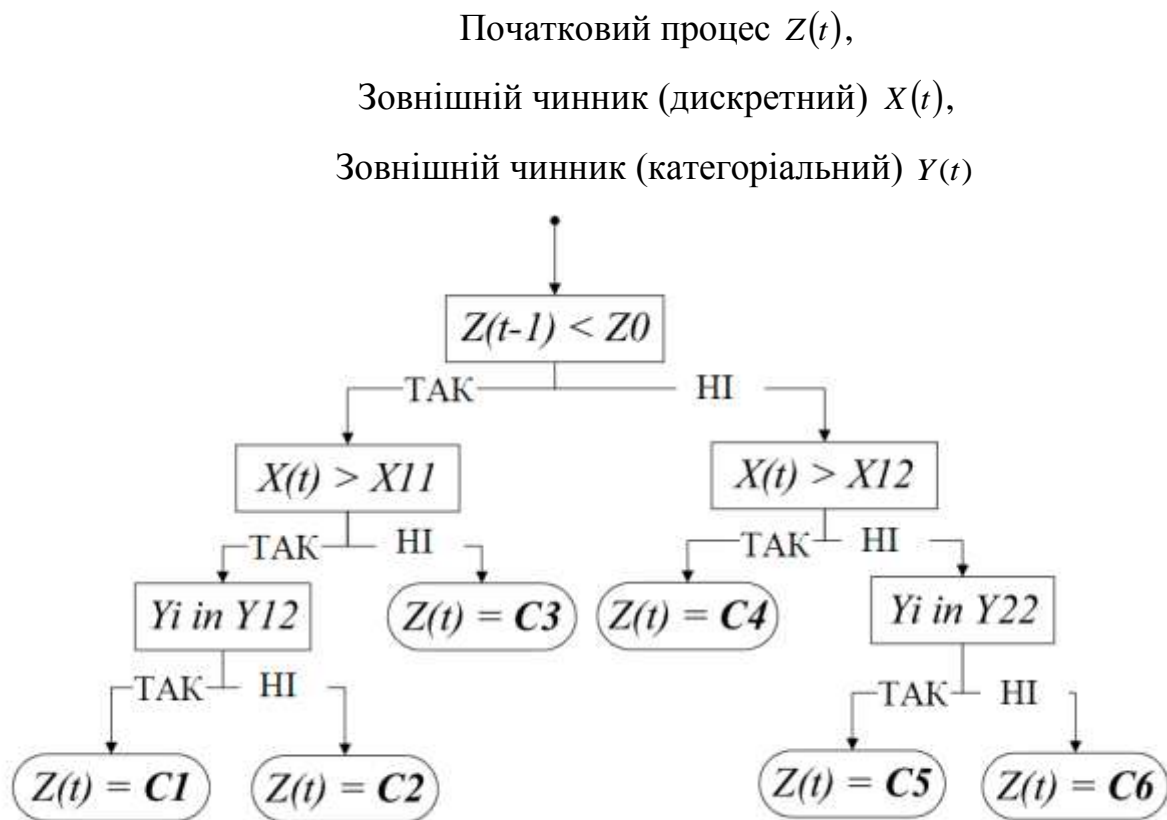 Початковий процес Z(t),
Зовнішній чинник (дискретний) X(t),
Зовнішній чинник (категоріальний) Y(t)
Z(t-1) < Z0
ТАК НІ
X(t) > X11 X(t) > X12
ТАК НІ ТАК НІ
Yi in Y12 Z(t) = C3 Z(t) = C4 Yi in Y22
ТАК НІ ТАК НІ
Z(t) = C1 Z(t) = C2 Z(t) = C5 Z(t) = C6